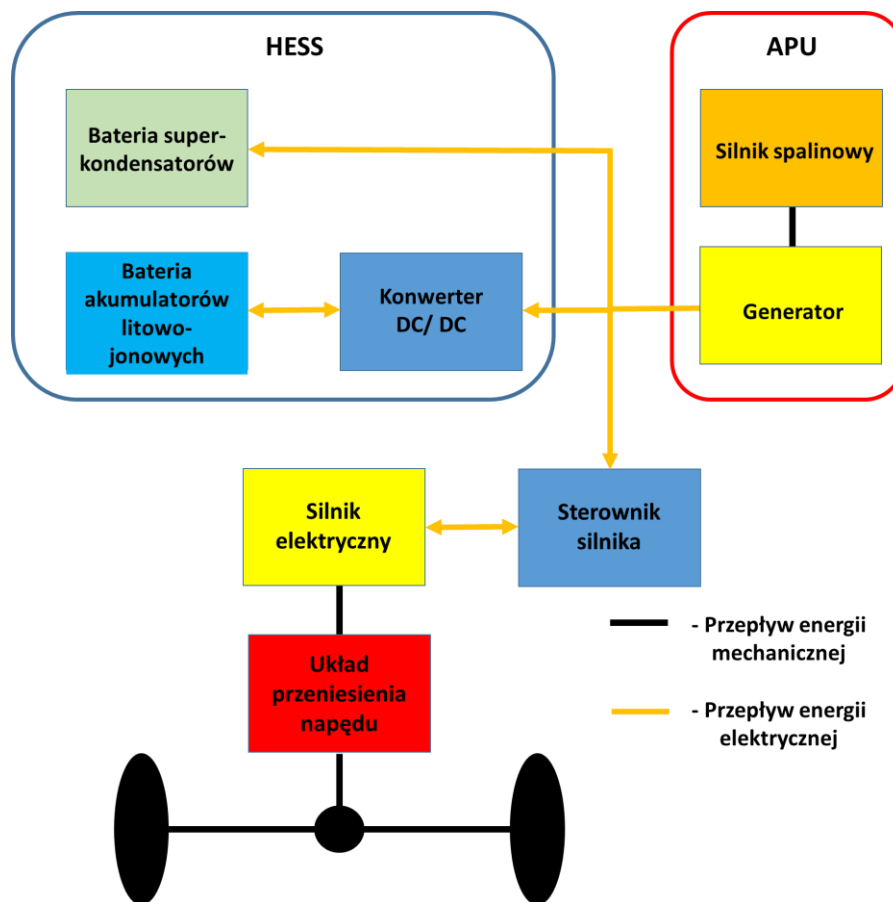 HESS
APU
Bateria super-
kondensatorów
Silnik spalinowy
Bateria
akumulatorów
litowo-
jonowych
Konwerter
DC/ DC
Generator
Silnik
elektryczny
Sterownik
silnika
Układ
przeniesienia
napędu
- Przepływ energii
mechanicznej
- Przepływ energii
elektrycznej